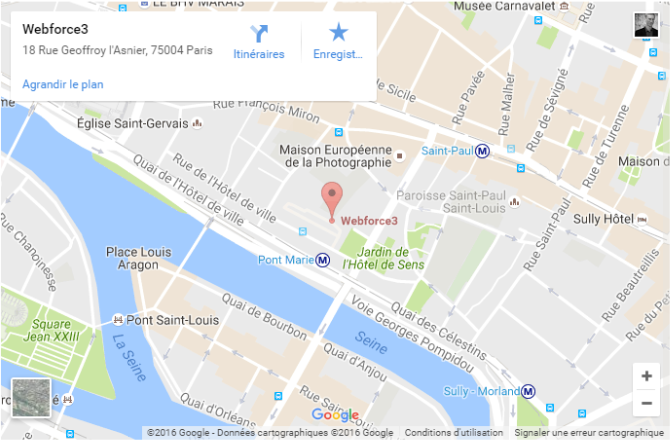 LE BHV MARAIS
Musée Carnavalet
Webforce3
18 Rue Geoffroy l'Asnier, 75004 Paris
Itinéraires
Enregist...
Agrandir le plan
de Sicile
Rue Pavée
Rue Malher
Rue de Sévigné
Rue de Turenne
Rue François Miron
Église Saint-Gervais
Maison Européenne
de la Photographie
Saint-Paul
M
Maison d
Rue de l'Hôtel de ville
Quai de l'Hôtel de ville
Paroisse Saint-Paul
Saint-Louis
Webforce3
Sully Hôtel
Rue Saint-Paul
Rue Chanoinesse
Place Louis
Aragon
Pont Marie
M
Jardin de
l'Hôtel de Sens
Rue Beautreillis
Rue du Pe
Quai des Célestins
Voie Georges Pompidou
Pont Saint-Louis
Quai de Bourbon
Seine
Square
Jean XXIII
La Seine
Quai d'Anjou
Sully - Morland
M
Rue Saint-Loui
Quai d'Orléans
+
−
Google
©2016 Google - Données cartographiques ©2016 Google
Conditions d'utilisation
Signaler une erreur cartographique